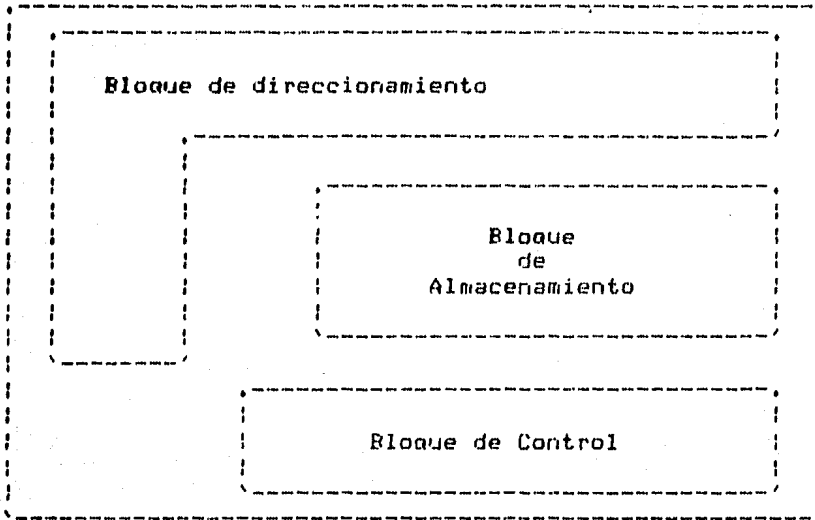 Bloque de direccionamiento
Bloque
de
Almacenamiento
Bloque de Control